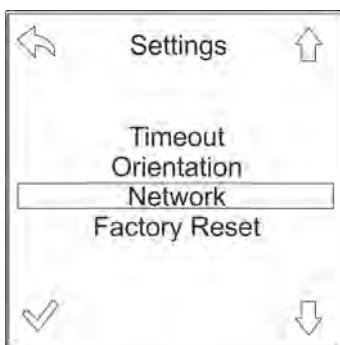 Settings
Timeout
Orientation
Network
Factory Reset